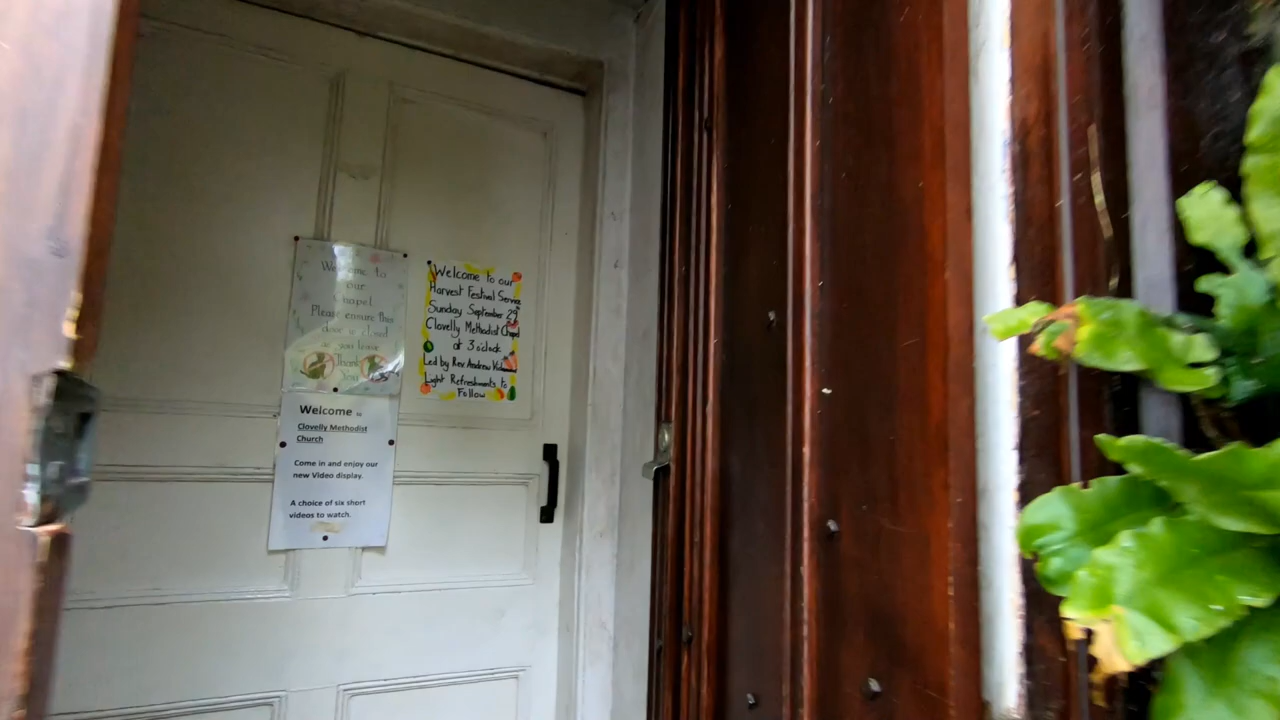 Welcome to
our
Chapel
Please ensure this
door is closed
as you leave
Thank
You
Welcome to our
Harvest Festival Service
Sunday September 29
Clovelly Methodist Chapel
at 3 o'clock
Led by Rev. Andrew
Light Refreshments to
Follow
Welcome to
Clovelly Methodist
Church
Come in and enjoy our
new Video display.
A choice of six short
videos to watch.